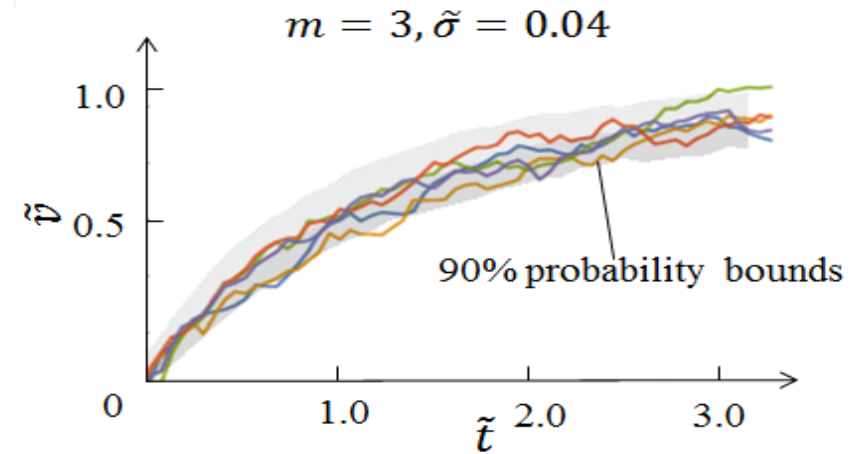 m = 3, σ̃ = 0.04
1.0
ṽ
0.5
90% probability bounds
0
1.0
2.0
3.0
t̃